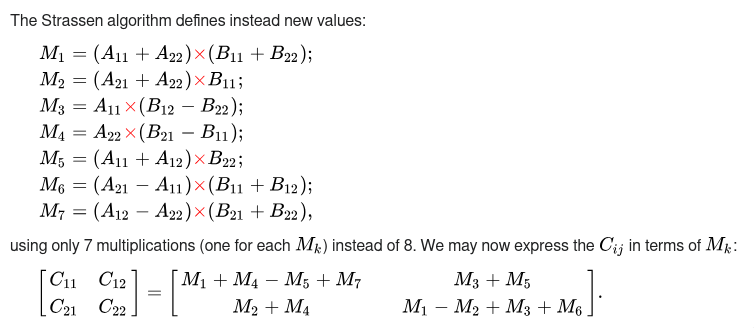 The Strassen algorithm defines instead new values:
M₁ = (A₁₁ + A₂₂)×(B₁₁ + B₂₂);
M₂ = (A₂₁ + A₂₂)×B₁₁;
M₃ = A₁₁×(B₁₂ − B₂₂);
M₄ = A₂₂×(B₂₁ − B₁₁);
M₅ = (A₁₁ + A₁₂)×B₂₂;
M₆ = (A₂₁ − A₁₁)×(B₁₁ + B₁₂);
M₇ = (A₁₂ − A₂₂)×(B₂₁ + B₂₂),
using only 7 multiplications (one for each Mₖ) instead of 8. We may now express the Cᵢⱼ in terms of Mₖ:
[C₁₁ C₁₂] = [M₁ + M₄ − M₅ + M₇ M₃ + M₅]
[C₂₁ C₂₂] [M₂ + M₄ M₁ − M₂ + M₃ + M₆].